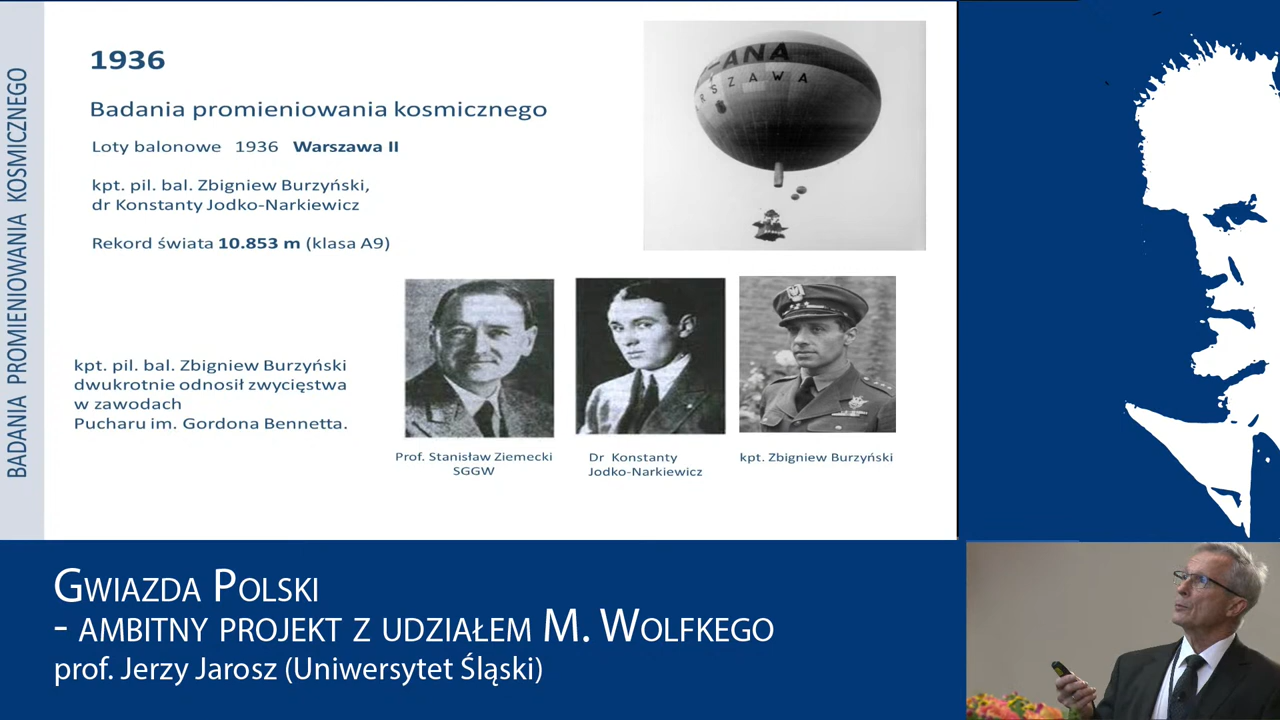 BADANIA PROMIENIOWANIA KOSMICZNEGO
1936
Badania promieniowania kosmicznego
Loty balonowe 1936 Warszawa II
kpt. pil. bal. Zbigniew Burzyński,
dr Konstanty Jodko-Narkiewicz
Rekord świata 10.853 m (klasa A9)
kpt. pil. bal. Zbigniew Burzyński
dwukrotnie odnosił zwycięstwa
w zawodach
Pucharu im. Gordona Bennetta.
Prof. Stanisław Ziemecki
SGGW
Dr Konstanty
Jodko-Narkiewicz
kpt. Zbigniew Burzyński
Gwiazda Polski
- ambitny projekt z udziałem M. Wolfkego
prof. Jerzy Jarosz (Uniwersytet Śląski)